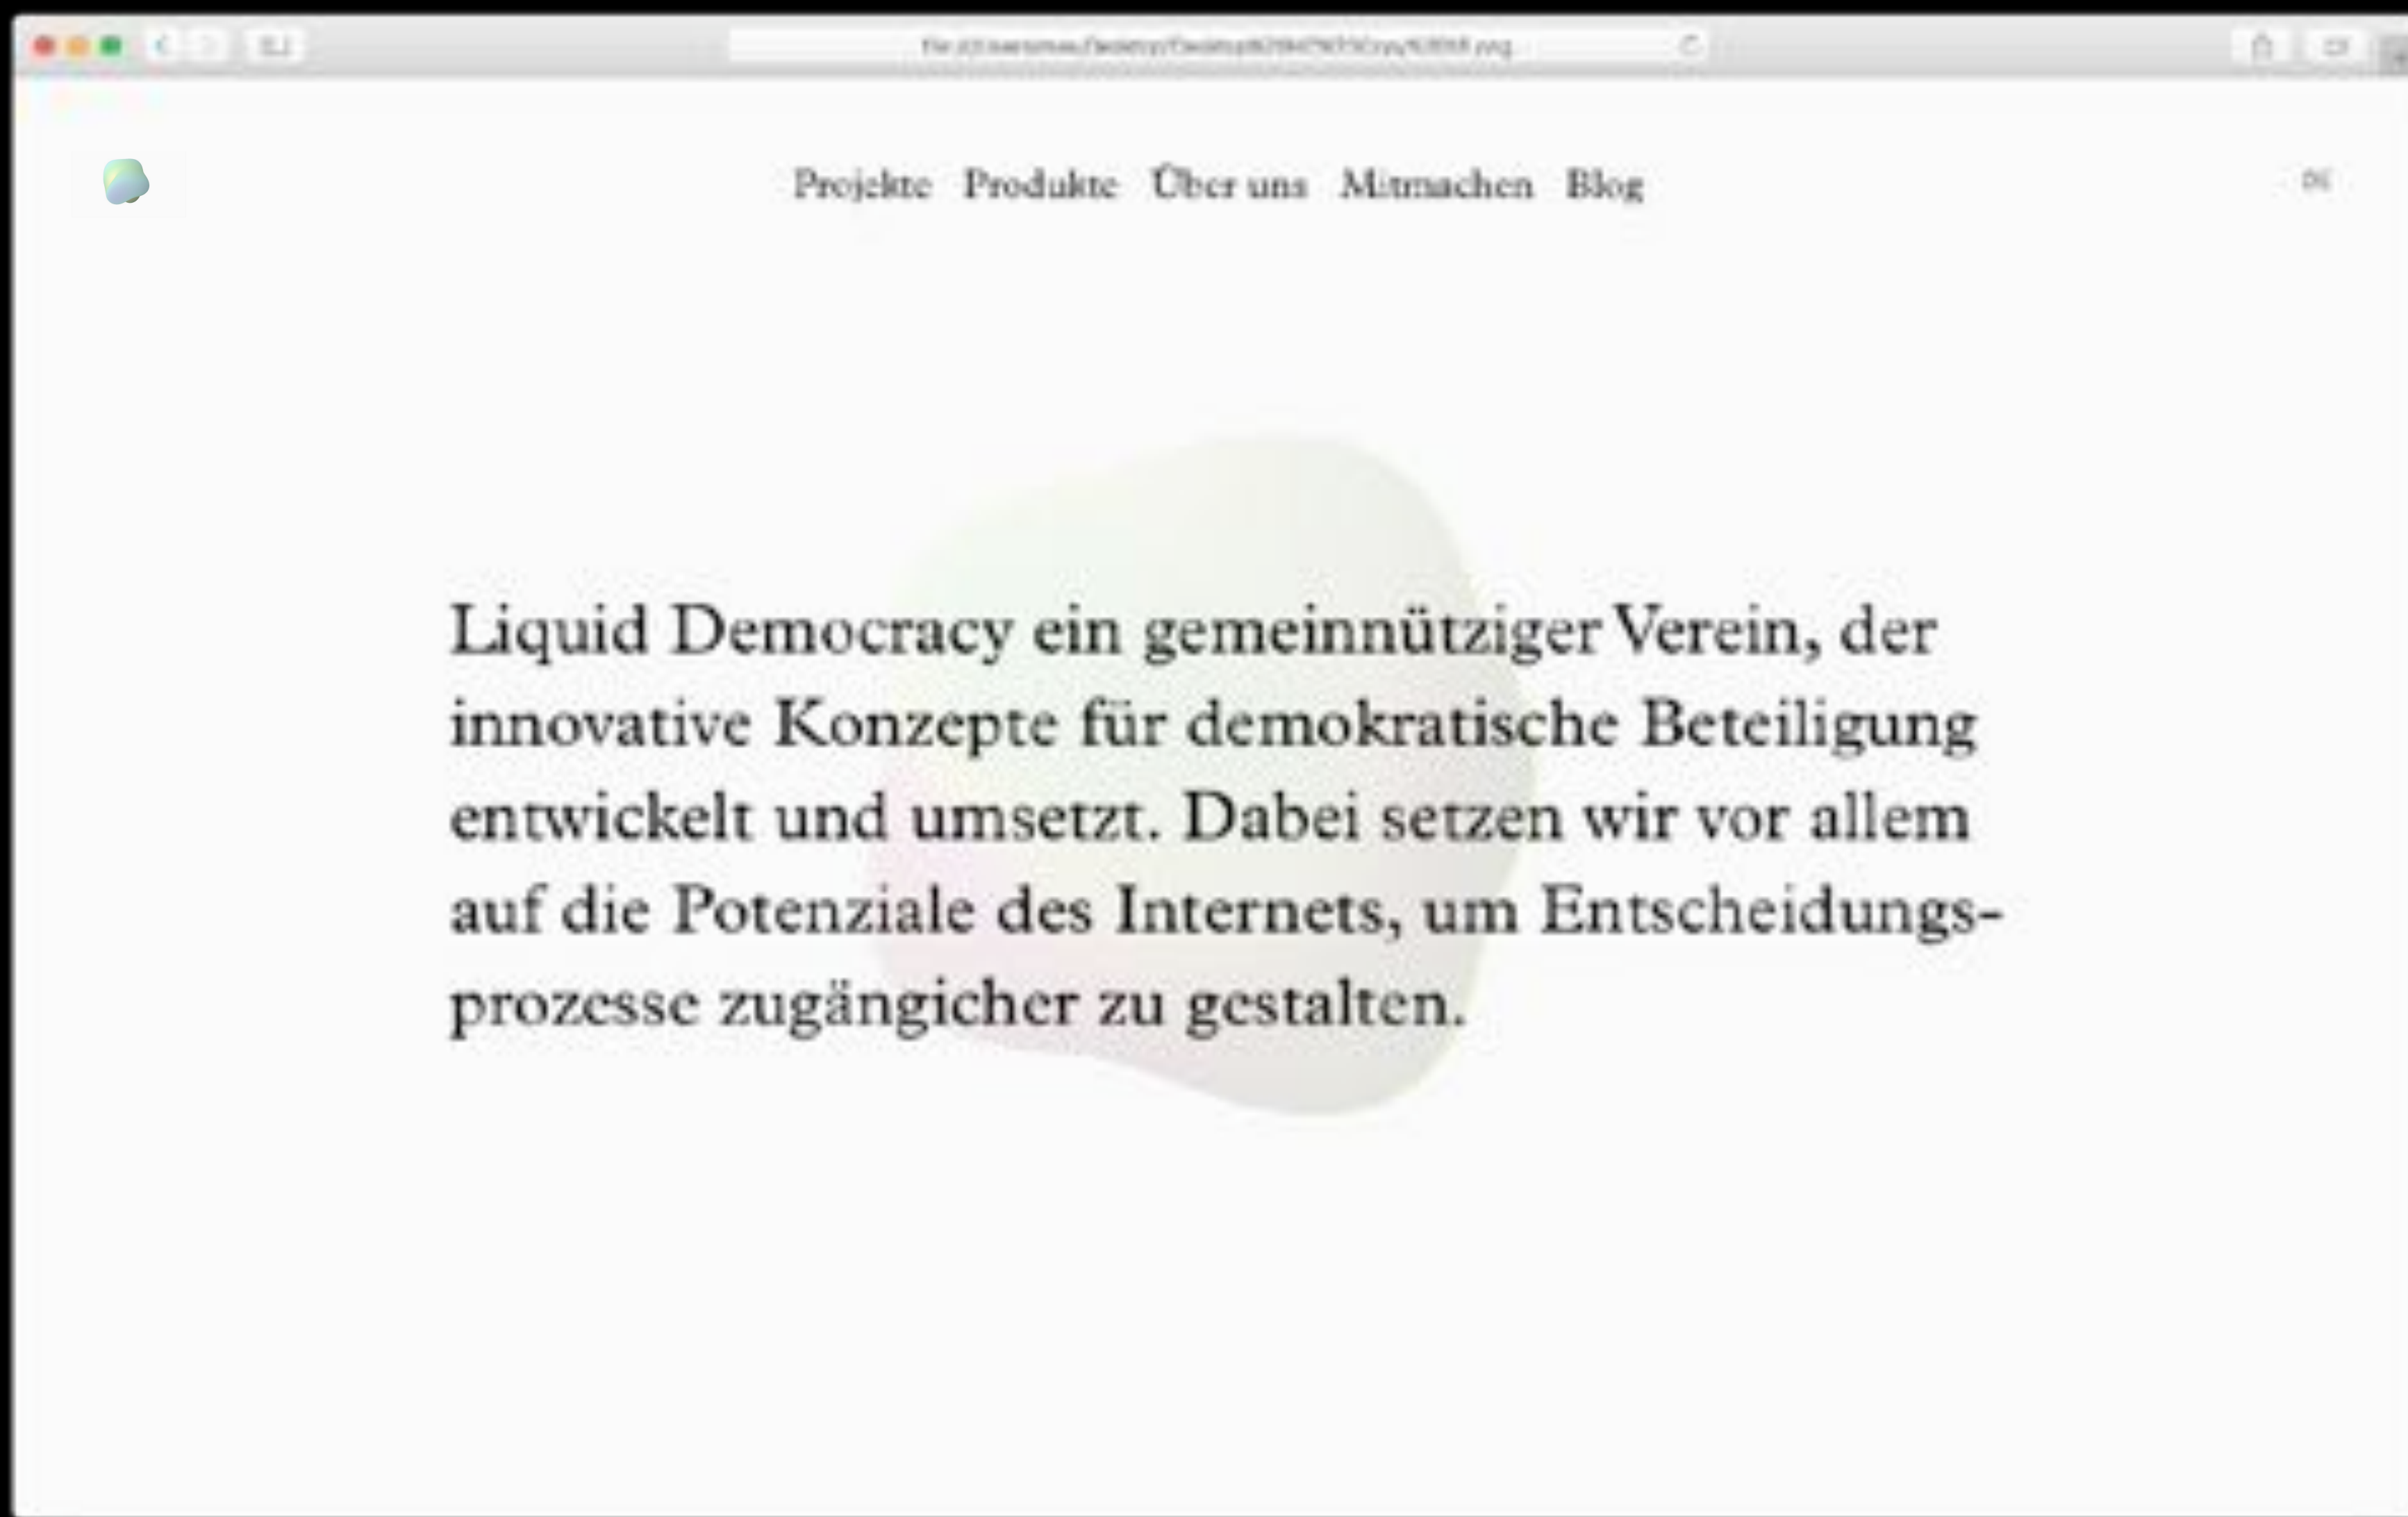 Projekte Produkte Über uns Mitmachen Blog
DE
Liquid Democracy ein gemeinnütziger Verein, der
innovative Konzepte für demokratische Beteiligung
entwickelt und umsetzt. Dabei setzen wir vor allem
auf die Potenziale des Internets, um Entscheidungs-
prozesse zugängicher zu gestalten.